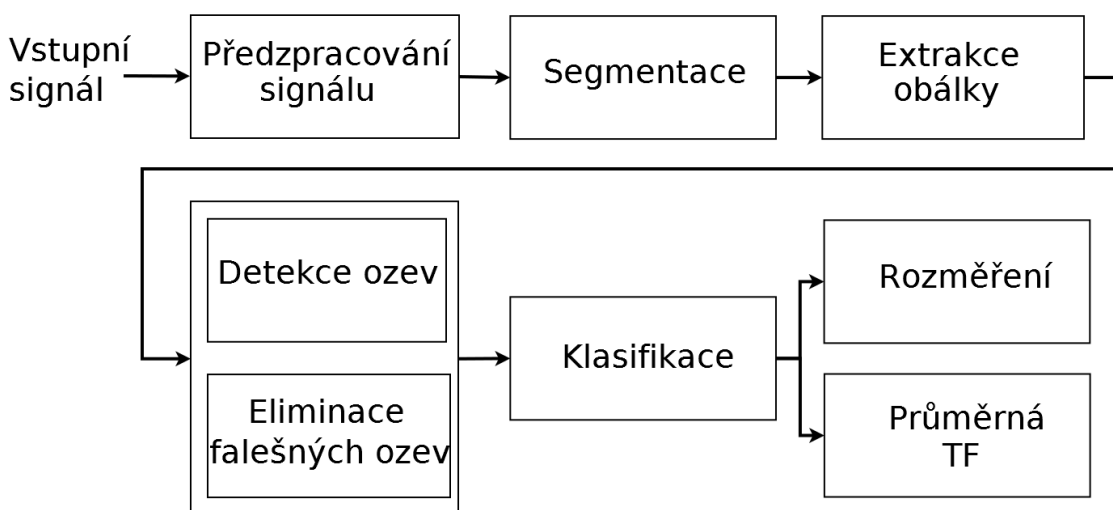 Vstupní
signál
Předzpracování
signálu
Segmentace
Extrakce
obálky
Detekce ozev
Eliminace
falešných ozev
Klasifikace
Rozměření
Průměrná
TF